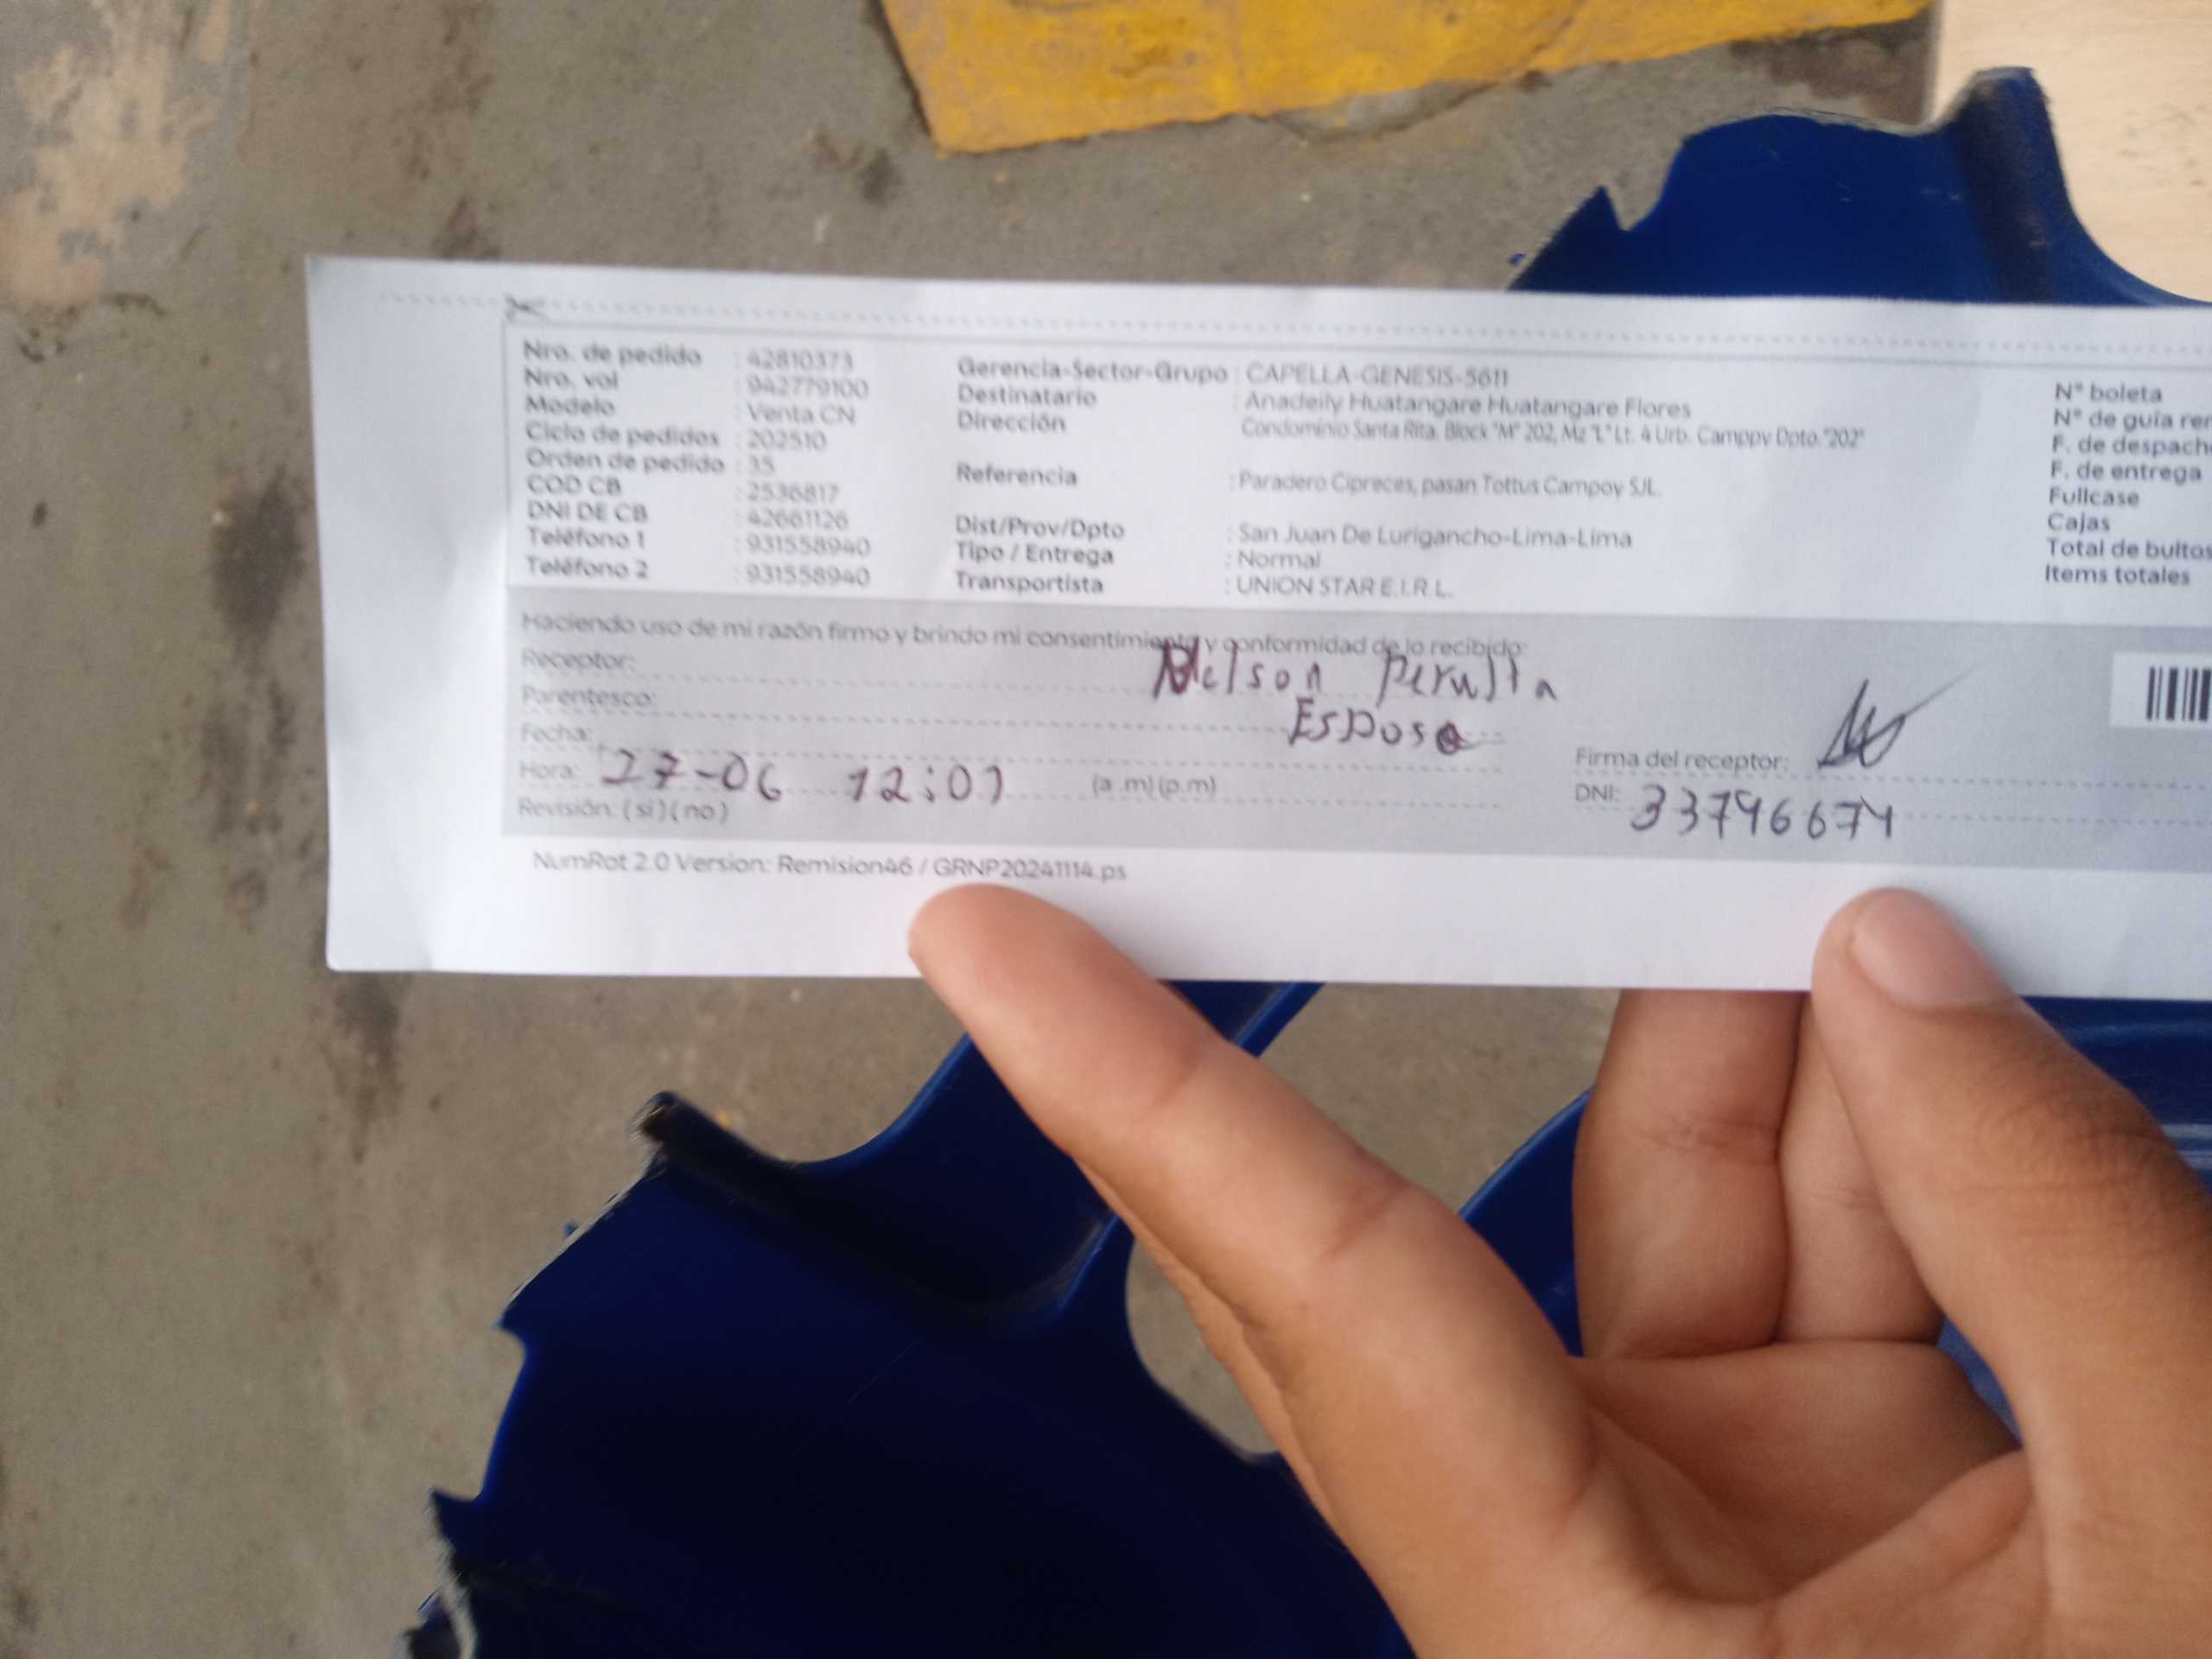 Nro. de pedido : 42810373
Nro. vol : 942779100
Modelo : Venta CN
Ciclo de pedidos : 202510
Orden de pedido : 35
COD CB : 2536817
DNI DE CB : 42661126
Teléfono 1 : 931558940
Teléfono 2 : 931558940
Gerencia-Sector-Grupo : CAPELLA-GENESIS-5611
Destinatario : Anadeily Huatangare Huatangare Flores
Dirección Condominio Santa Rita. Block "M" 202, Mz "L" Lt. 4 Urb. Camppy Dpto."202"
Referencia : Paradero Cipreces, pasan Tottus Campoy SJL.
Dist/Prov/Dpto : San Juan De Lurigancho-Lima-Lima
Tipo / Entrega : Normal
Transportista : UNION STAR E.I.R.L.
N° boleta
N° de guía rem
F. de despacho
F. de entrega
Fullcase
Cajas
Total de bultos
Items totales
Haciendo uso de mi razón firmo y brindo mi consentimiento y conformidad de lo recibido:
Receptor: Nelson Perulta
Parentesco: Esposo
Fecha:
Hora: 27-06 12:01 (a .m) (p.m)
Revisión: ( si ) ( no )
Firma del receptor:
DNI: 33796674
NumRot 2.0 Version: Remision46 / GRNP20241114.ps